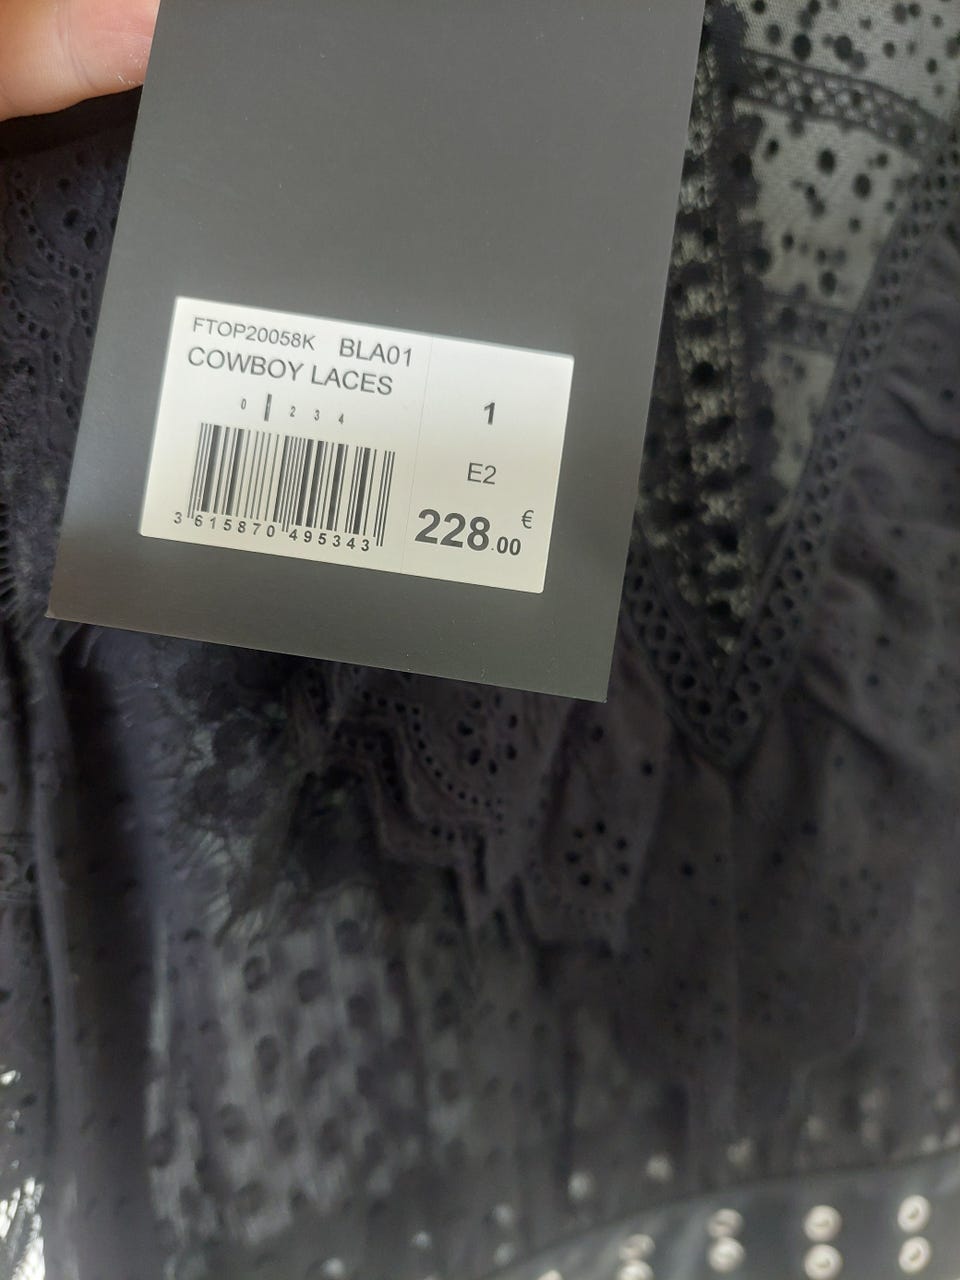 FTOP20058K BLA01
COWBOY LACES
0 1 2 3 4
3 615870 495343
1
E2
228.00 €